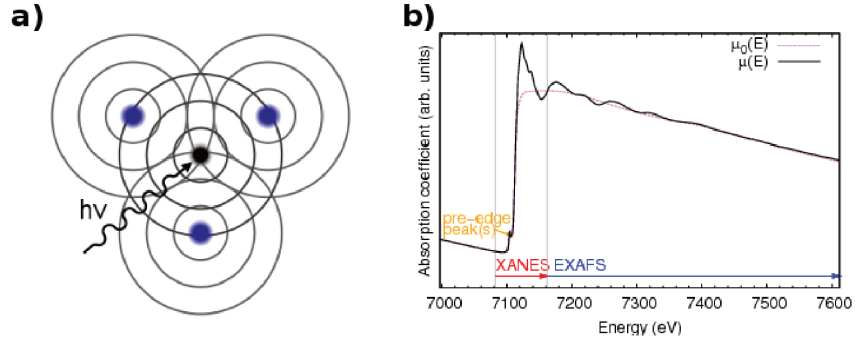 a)
hν
b)
Absorption coefficient (arb. units)
μ₀(E)
μ(E)
pre-edge
peak(s)
XANES
EXAFS
7000 7100 7200 7300 7400 7500 7600
Energy (eV)